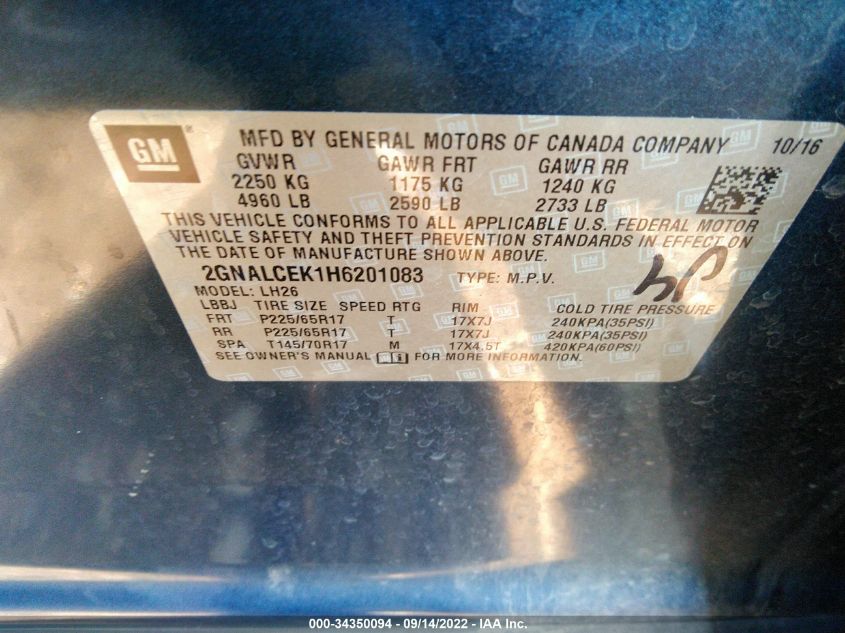 GM® MFD BY GENERAL MOTORS OF CANADA COMPANY 10/16
GVWR GAWR FRT GAWR RR
2250 KG 1175 KG 1240 KG
4960 LB 2590 LB 2733 LB
THIS VEHICLE CONFORMS TO ALL APPLICABLE U.S. FEDERAL MOTOR
VEHICLE SAFETY AND THEFT PREVENTION STANDARDS IN EFFECT ON
THE DATE OF MANUFACTURE SHOWN ABOVE.
2GNALCEK1H6201083 TYPE: M.P.V.
MODEL: LH26
LBBJ TIRE SIZE SPEED RTG RIM COLD TIRE PRESSURE
FRT P225/65R17 T 17X7J 240KPA(35PSI)
RR P225/65R17 T 17X7J 240KPA(35PSI)
SPA T145/70R17 M 17X4.5T 420KPA(60PSI)
SEE OWNER'S MANUAL FOR MORE INFORMATION.
000-34350094 - 09/14/2022 - IAA Inc.